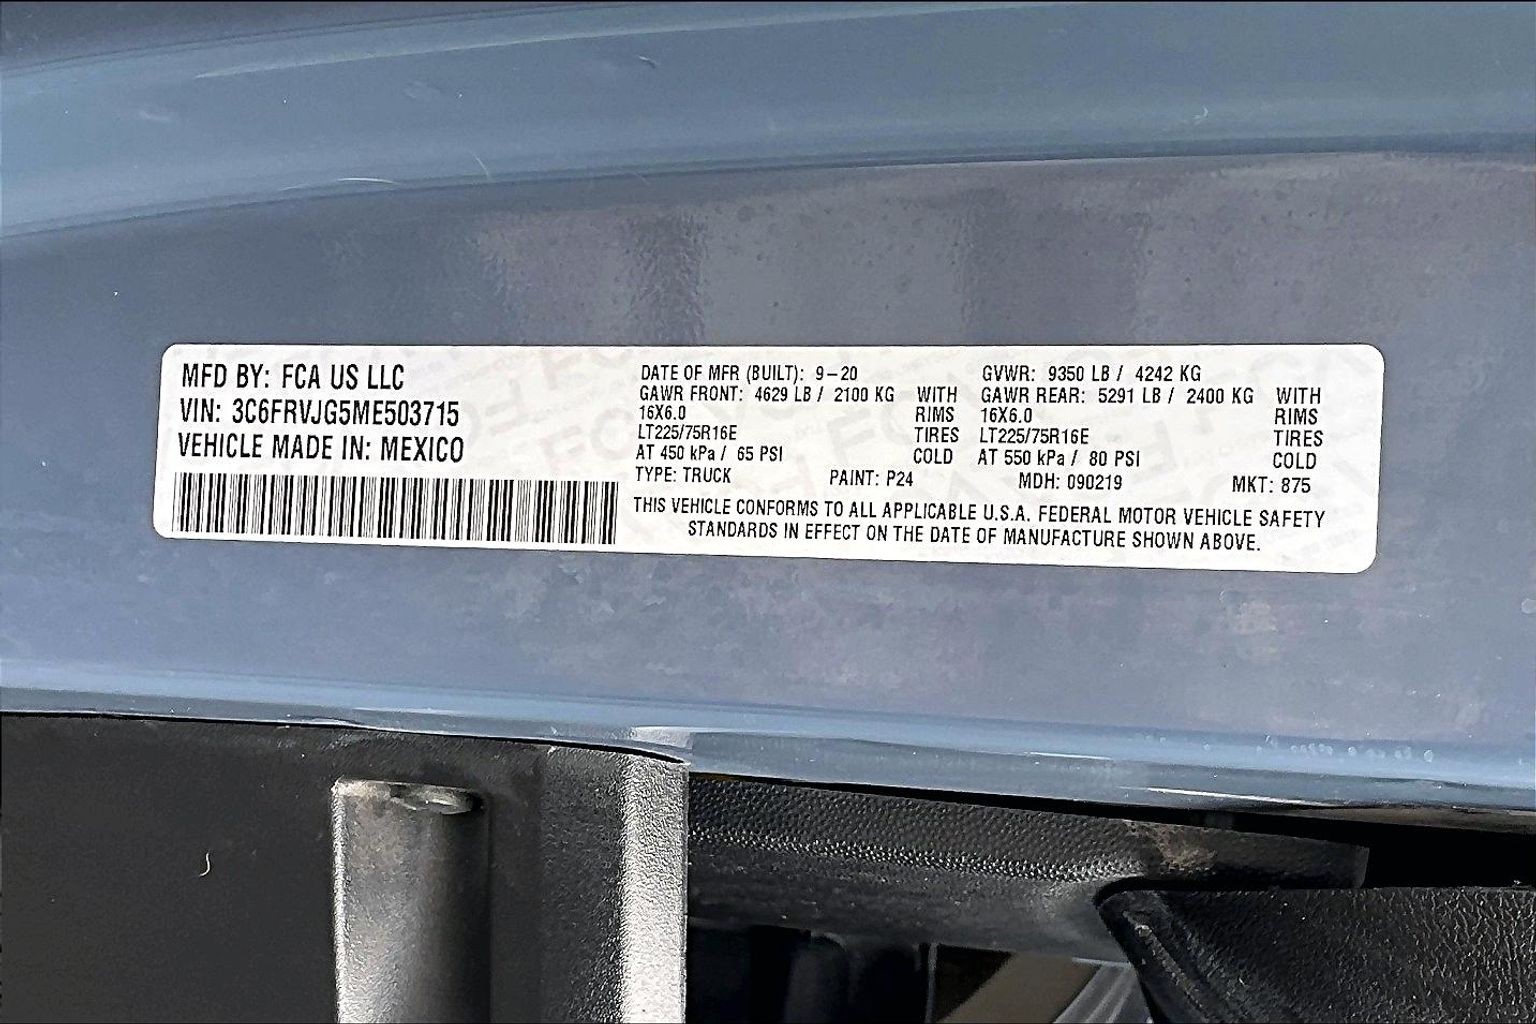 MFD BY: FCA US LLC
VIN: 3C6FRVJG5ME503715
VEHICLE MADE IN: MEXICO
DATE OF MFR (BUILT): 9-20
GAWR FRONT: 4629 LB / 2100 KG WITH
16X6.0 RIMS
LT225/75R16E TIRES
AT 450 kPa / 65 PSI COLD
GVWR: 9350 LB / 4242 KG
GAWR REAR: 5291 LB / 2400 KG WITH
16X6.0 RIMS
LT225/75R16E TIRES
AT 550 kPa / 80 PSI COLD
TYPE: TRUCK PAINT: P24 MDH: 090219 MKT: 875
THIS VEHICLE CONFORMS TO ALL APPLICABLE U.S.A. FEDERAL MOTOR VEHICLE SAFETY
STANDARDS IN EFFECT ON THE DATE OF MANUFACTURE SHOWN ABOVE.